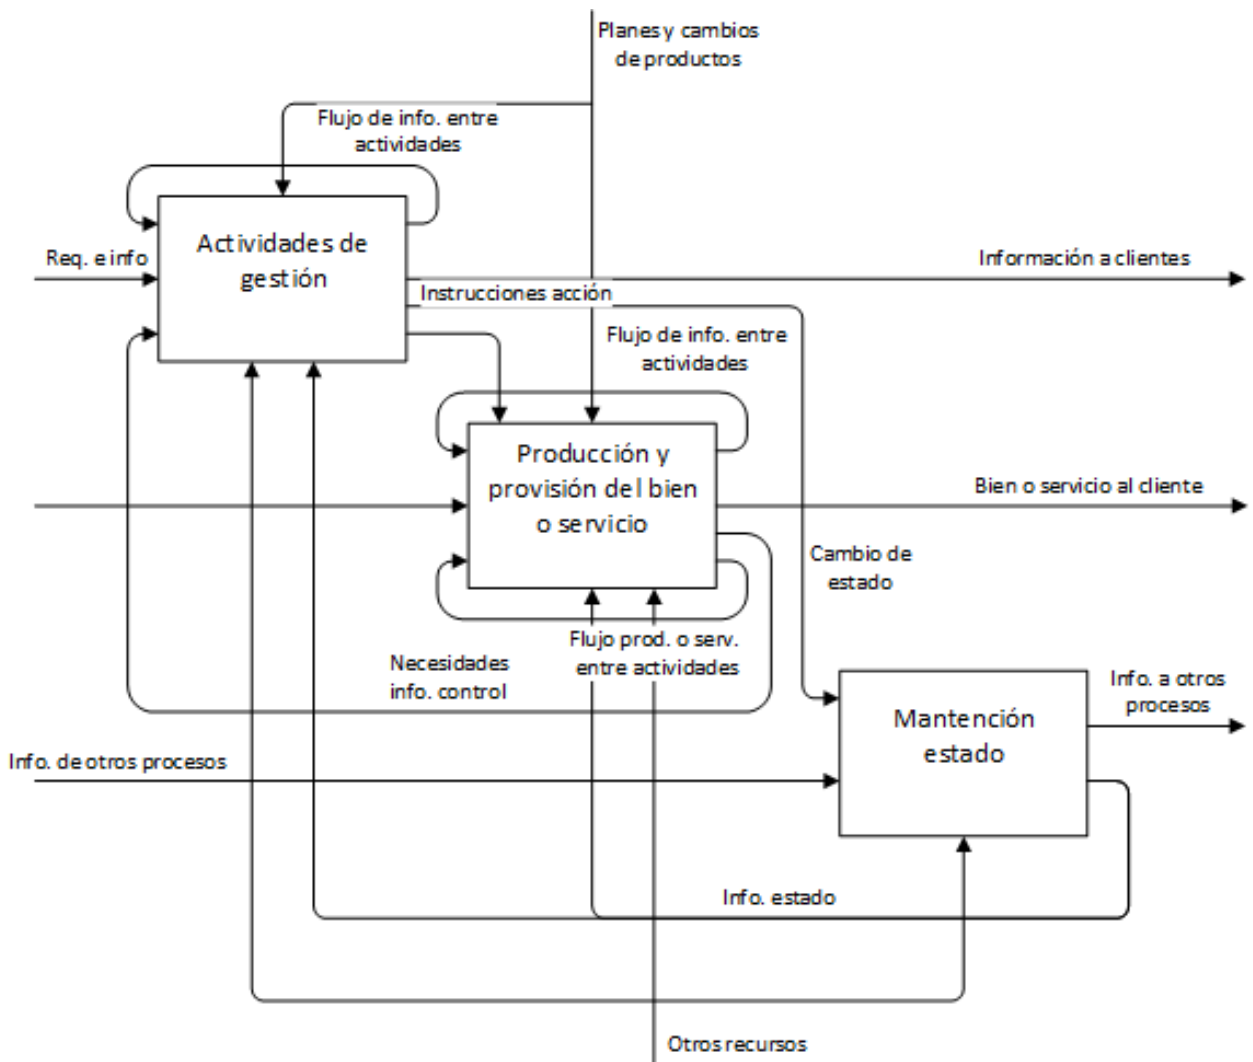 Planes y cambios
de productos
Flujo de info. entre
actividades
Actividades de
gestión
Req. e info
Información a clientes
Instrucciones acción
Flujo de info. entre
actividades
Producción y
provisión del bien
o servicio
Bien o servicio al cliente
Cambio de
estado
Flujo prod. o serv.
entre actividades
Necesidades
info. control
Info. a otros
procesos
Mantención
estado
Info. de otros procesos
Info. estado
Otros recursos